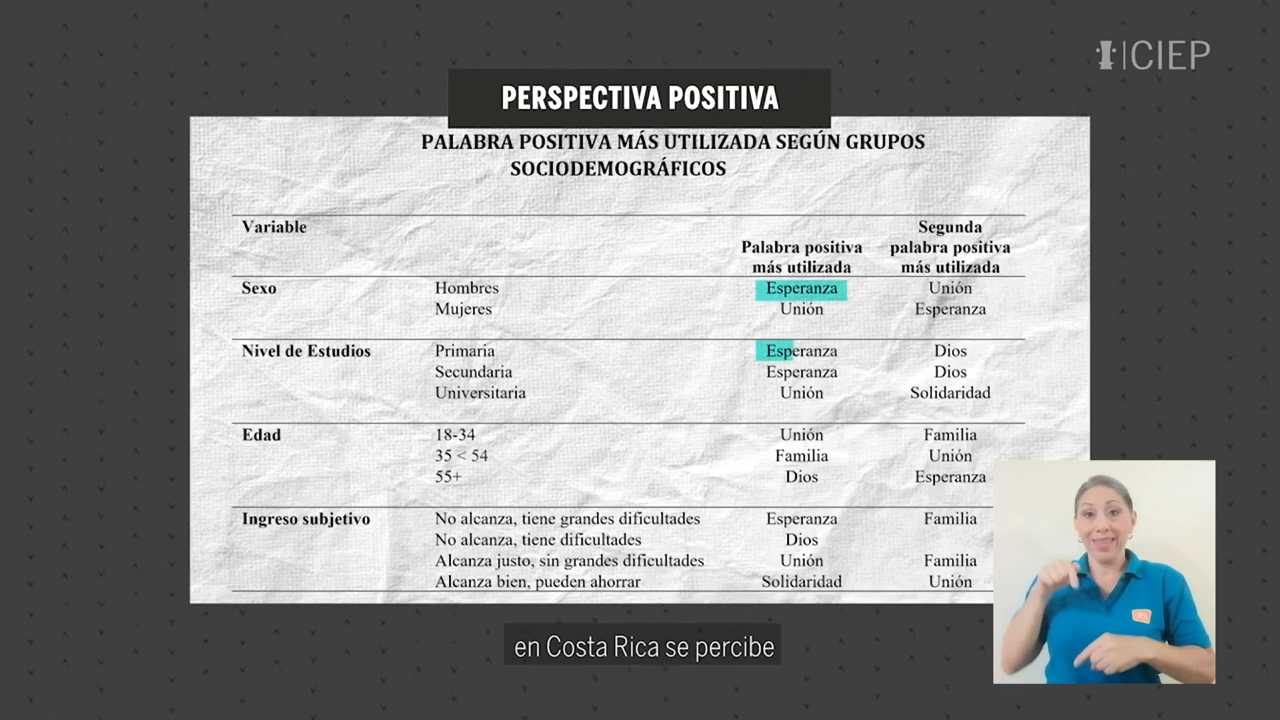 CIEP
PERSPECTIVA POSITIVA
PALABRA POSITIVA MÁS UTILIZADA SEGÚN GRUPOS
SOCIODEMOGRÁFICOS
Variable
Palabra positiva
más utilizada
Segunda
palabra positiva
más utilizada
Sexo Hombres Esperanza Unión
Mujeres Unión Esperanza
Nivel de Estudios Primaria Esperanza Dios
Secundaria Esperanza Dios
Universitaria Unión Solidaridad
Edad 18-34 Unión Familia
35 < 54 Familia Unión
55+ Dios Esperanza
Ingreso subjetivo No alcanza, tiene grandes dificultades Esperanza Familia
No alcanza, tiene dificultades Dios
Alcanza justo, sin grandes dificultades Unión Familia
Alcanza bien, pueden ahorrar Solidaridad Unión
en Costa Rica se percibe